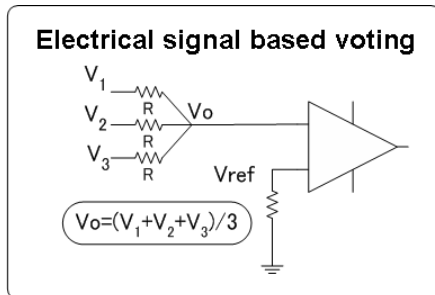 Electrical signal based voting
V₁
R
V₂
Vo
R
V₃
R
Vref
Vo=(V₁+V₂+V₃)/3